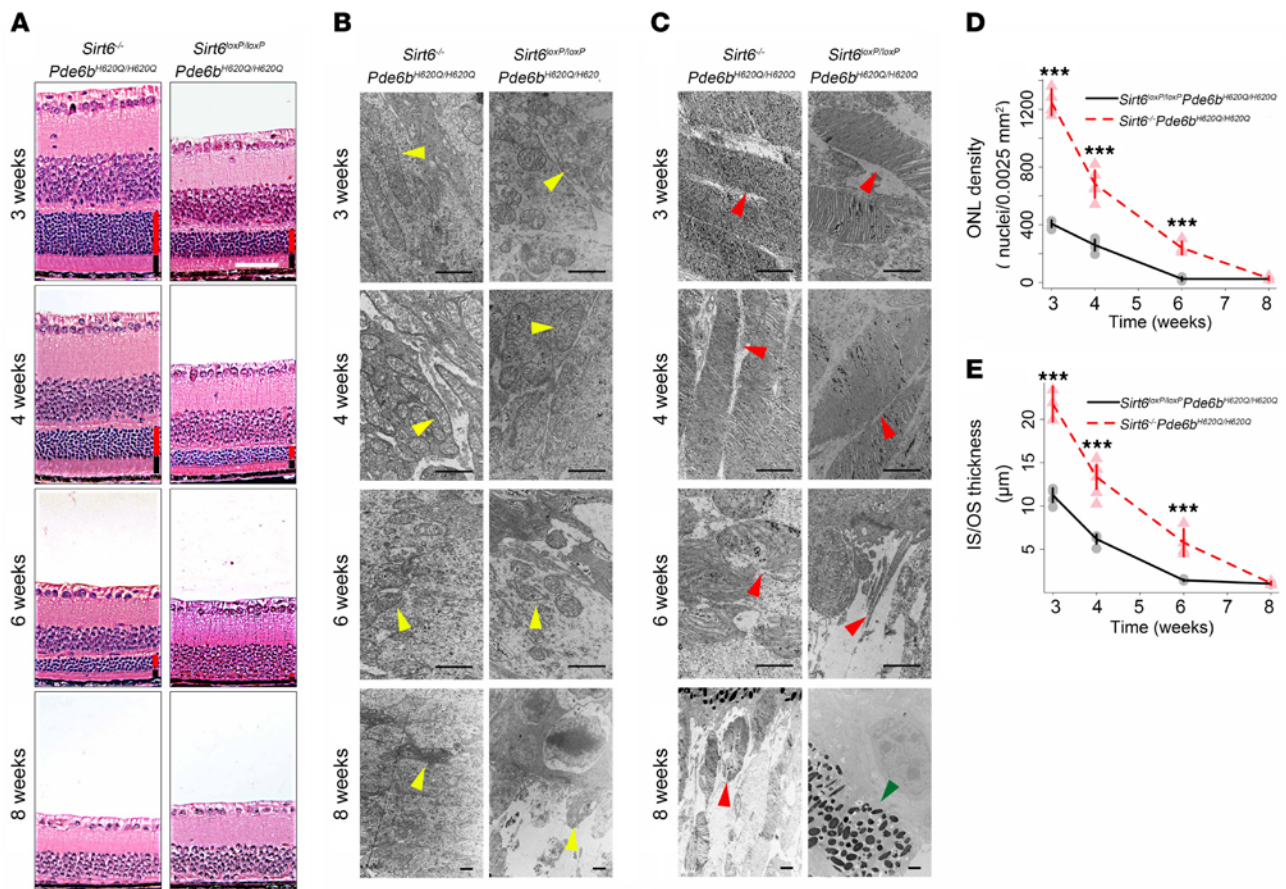 A
Sirt6-/-
Pde6bH620Q/H620Q
Sirt6loxP/loxP
Pde6bH620Q/H620Q
3 weeks
4 weeks
6 weeks
8 weeks
B
Sirt6-/-
Pde6bH620Q/H620Q
Sirt6loxP/loxP
Pde6bH620Q/H620
3 weeks
4 weeks
6 weeks
8 weeks
C
Sirt6-/-
Pde6bH620Q/H620Q
Sirt6loxP/loxP
Pde6bH620Q/H620Q
3 weeks
4 weeks
6 weeks
8 weeks
D
***
***
***
Sirt6loxP/loxPPde6bH620Q/H620Q
Sirt6-/-Pde6bH620Q/H620Q
ONL density
( nuclei/0.0025 mm²)
1200
800
400
0
3 4 5 6 7 8
Time (weeks)
E
***
***
***
Sirt6loxP/loxPPde6bH620Q/H620Q
Sirt6-/-Pde6bH620Q/H620Q
IS/OS thickness
(μm)
20
15
10
5
3 4 5 6 7 8
Time (weeks)